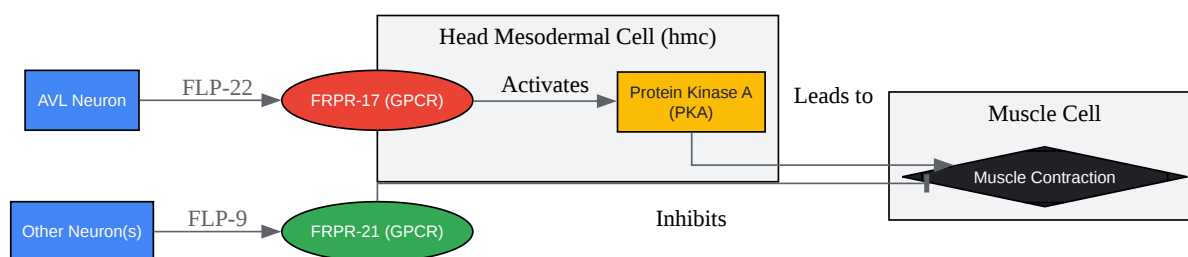 Head Mesodermal Cell (hmc)
AVL Neuron
FLP-22
FRPR-17 (GPCR)
Activates
Protein Kinase A
(PKA)
Leads to
Muscle Cell
Muscle Contraction
Other Neuron(s)
FLP-9
FRPR-21 (GPCR)
Inhibits